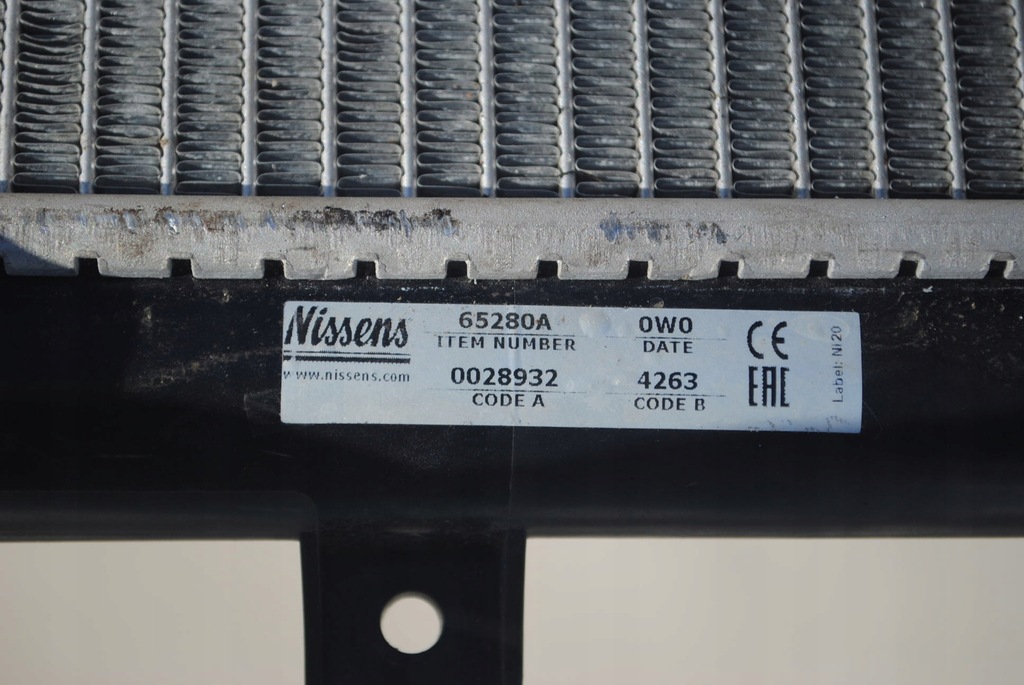 Nissens
www.nissens.com
65280A
ITEM NUMBER
0028932
CODE A
0W0
DATE
4263
CODE B
CE
EAC
Label: Ni20